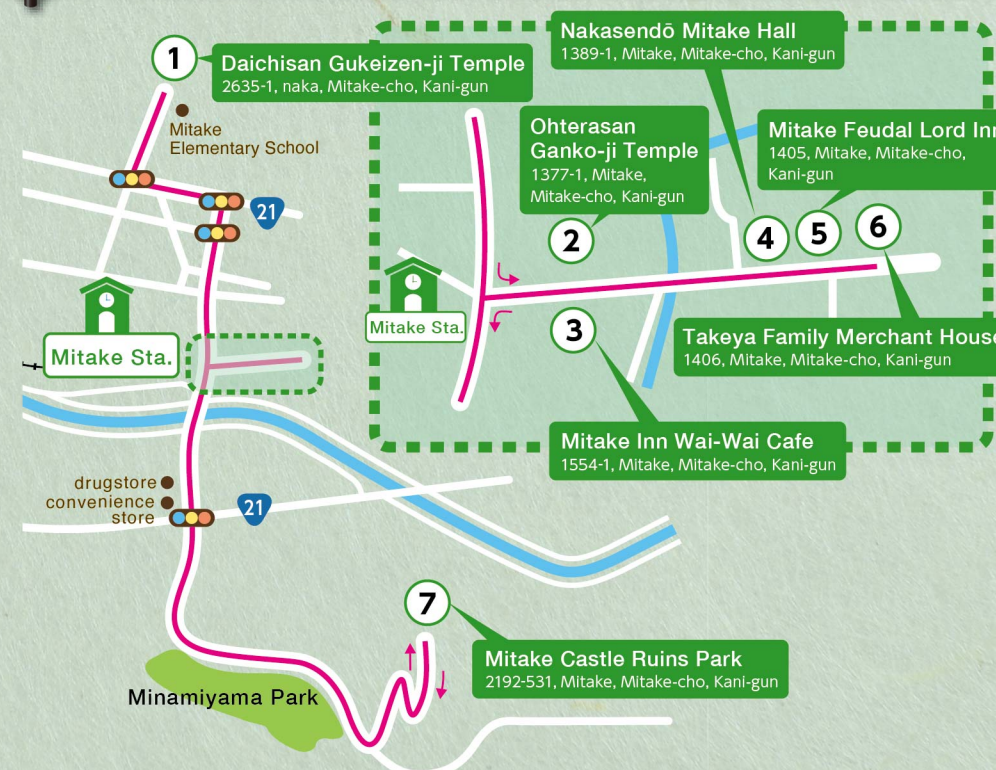 1
Daichisan Gukeizen-ji Temple
2635-1, naka, Mitake-cho, Kani-gun
Mitake
Elementary School
21
Mitake Sta.
Nakasendō Mitake Hall
1389-1, Mitake, Mitake-cho, Kani-gun
Ohterasan
Ganko-ji Temple
1377-1, Mitake,
Mitake-cho, Kani-gun
Mitake Feudal Lord Inn
1405, Mitake, Mitake-cho,
Kani-gun
2
4
5
6
Mitake Sta.
3
Takeya Family Merchant House
1406, Mitake, Mitake-cho, Kani-gun
Mitake Inn Wai-Wai Cafe
1554-1, Mitake, Mitake-cho, Kani-gun
drugstore
convenience
store
21
7
Mitake Castle Ruins Park
2192-531, Mitake, Mitake-cho, Kani-gun
Minamiyama Park